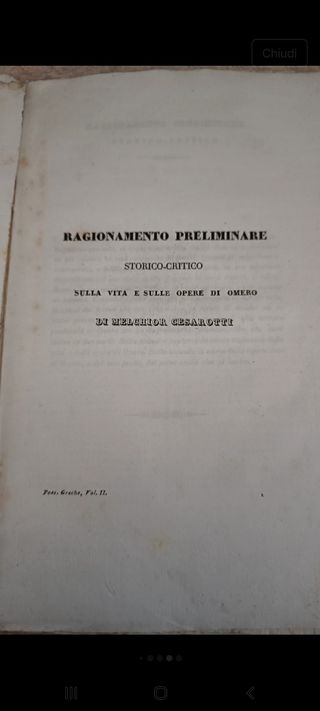 Chiudi
RAGIONAMENTO PRELIMINARE
STORICO-CRITICO
SULLA VITA E SULLE OPERE DI OMERO
DI MELCHIOR CESAROTTI
Poes. Greche, Vol. II.